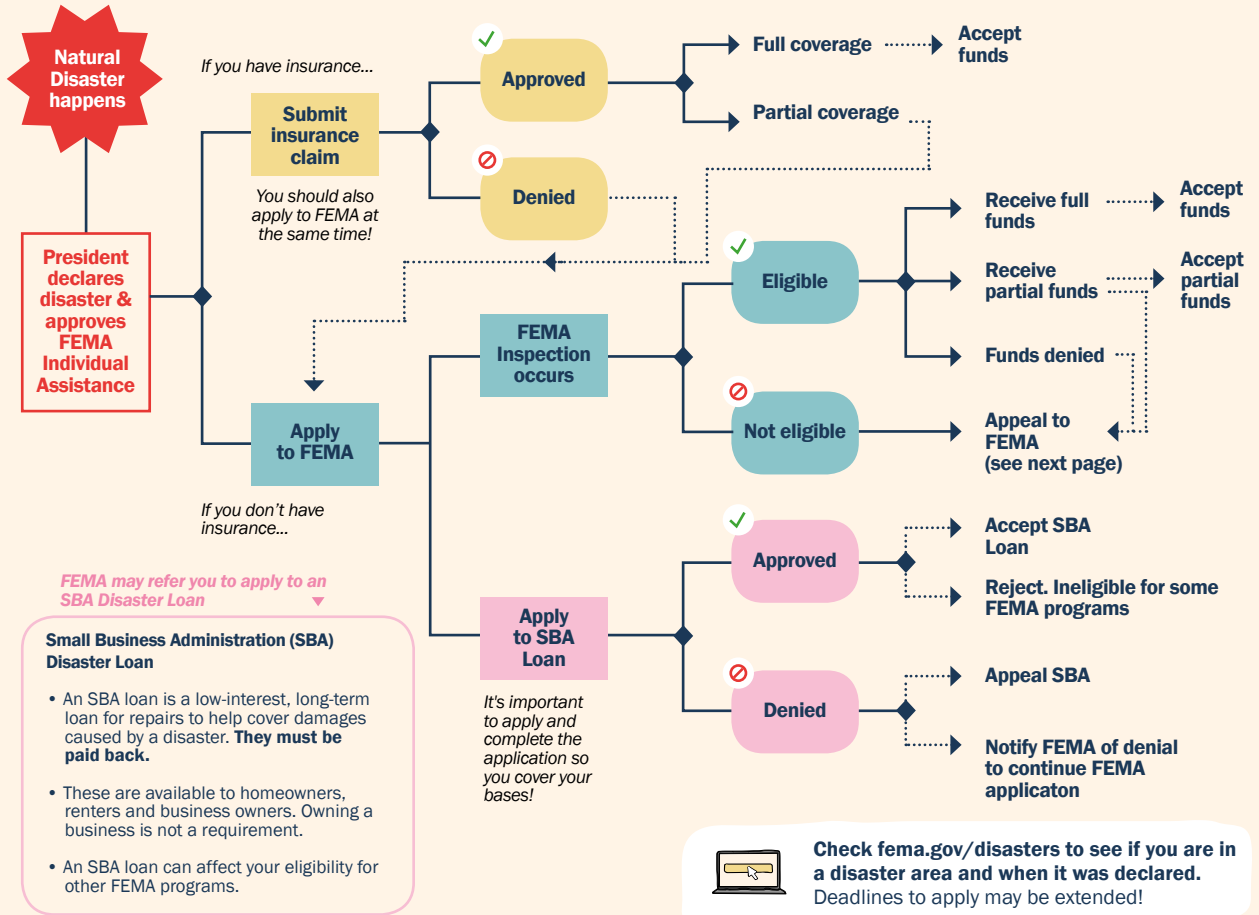 Natural
Disaster
happens
If you have insurance...
Submit
insurance
claim
You should also
apply to FEMA at
the same time!
Approved
Denied
Full coverage
Accept
funds
Partial coverage
President
declares
disaster &
approves
FEMA
Individual
Assistance
Apply
to FEMA
If you don't have
insurance...
FEMA
Inspection
occurs
Eligible
Not eligible
Receive full
funds
Accept
funds
Receive
partial funds
Accept
partial
funds
Funds denied
Appeal to
FEMA
(see next page)
Apply
to SBA
Loan
It's important
to apply and
complete the
application so
you cover your
bases!
Approved
Denied
Accept SBA
Loan
Reject. Ineligible for some
FEMA programs
Appeal SBA
Notify FEMA of denial
to continue FEMA
applicaton
FEMA may refer you to apply to an
SBA Disaster Loan
Small Business Administration (SBA)
Disaster Loan
• An SBA loan is a low-interest, long-term
loan for repairs to help cover damages
caused by a disaster. They must be
paid back.
• These are available to homeowners,
renters and business owners. Owning a
business is not a requirement.
• An SBA loan can affect your eligibility for
other FEMA programs.
Check fema.gov/disasters to see if you are in
a disaster area and when it was declared.
Deadlines to apply may be extended!